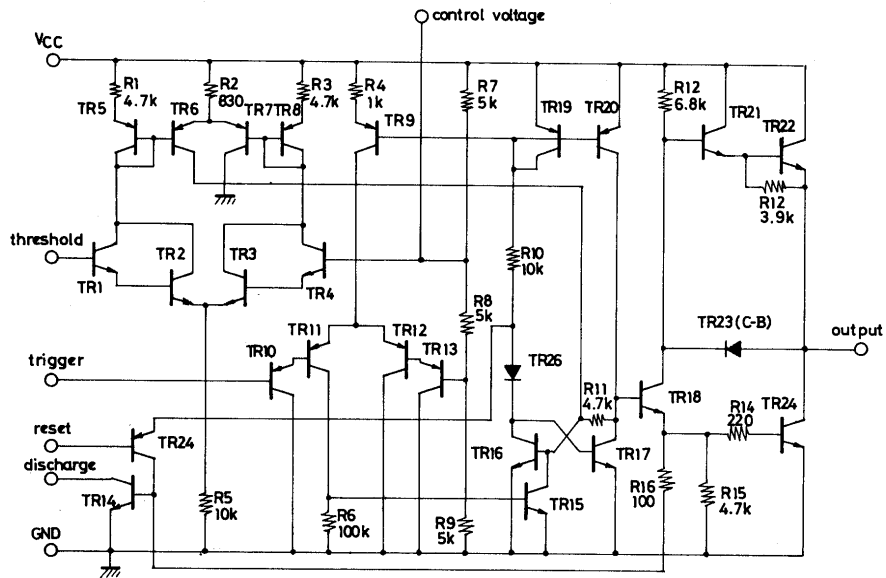 control voltage
VCC
R1
4.7k
R2
830
R3
4.7k
R4
1k
R7
5k
R12
6.8k
TR5
TR6
TR7
TR8
TR9
TR19
TR20
TR21
TR22
R12
3.9k
threshold
TR1
TR2
TR3
TR4
R10
10k
R8
5k
TR23(C-B)
output
trigger
TR10
TR11
TR12
TR13
TR26
R11
4.7k
TR18
R14
220
TR24
reset
TR24
discharge
TR14
TR16
TR17
TR15
R16
100
R15
4.7k
R5
10k
R6
100k
R9
5k
GND